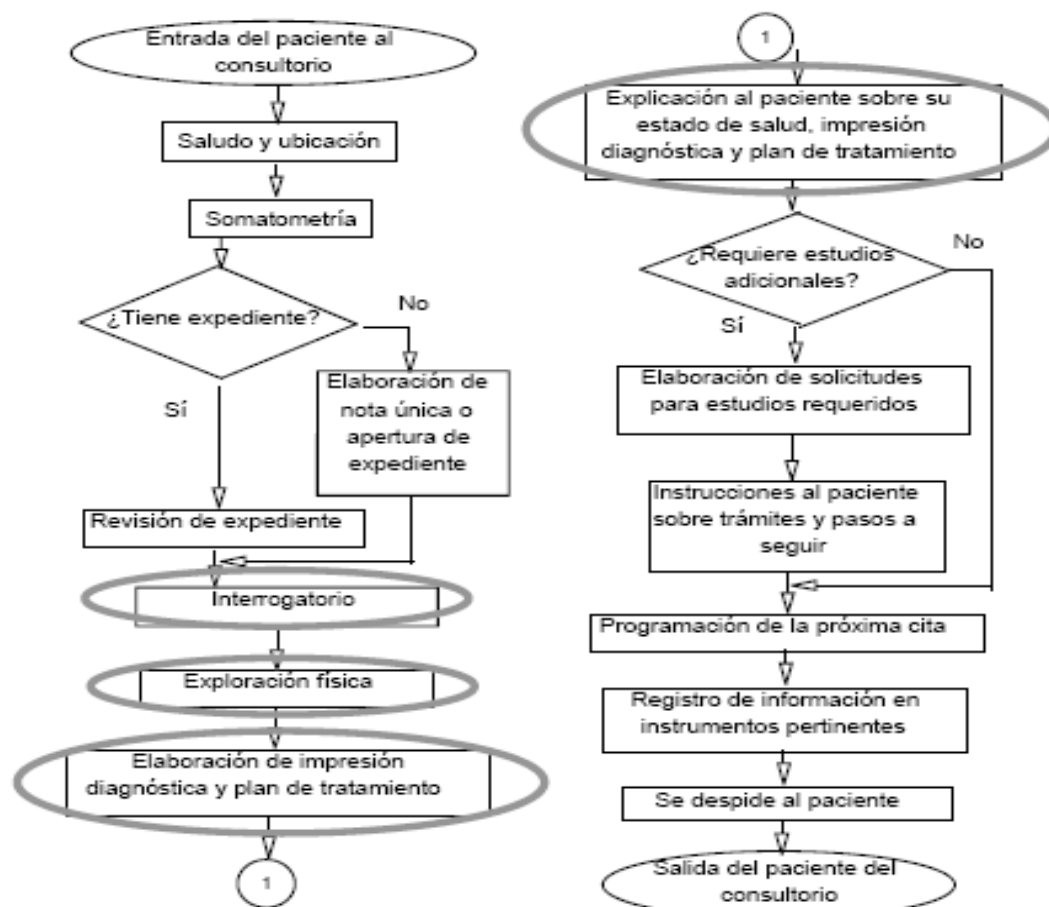 Entrada del paciente al
consultorio
Saludo y ubicación
Somatometría
¿Tiene expediente?
No
Sí
Elaboración de
nota única o
apertura de
expediente
Revisión de expediente
Interrogatorio
Exploración física
Elaboración de impresión
diagnóstica y plan de tratamiento
1
1
Explicación al paciente sobre su
estado de salud, impresión
diagnóstica y plan de tratamiento
¿Requiere estudios
adicionales?
No
Sí
Elaboración de solicitudes
para estudios requeridos
Instrucciones al paciente
sobre trámites y pasos a
seguir
Programación de la próxima cita
Registro de información en
instrumentos pertinentes
Se despide al paciente
Salida del paciente del
consultorio